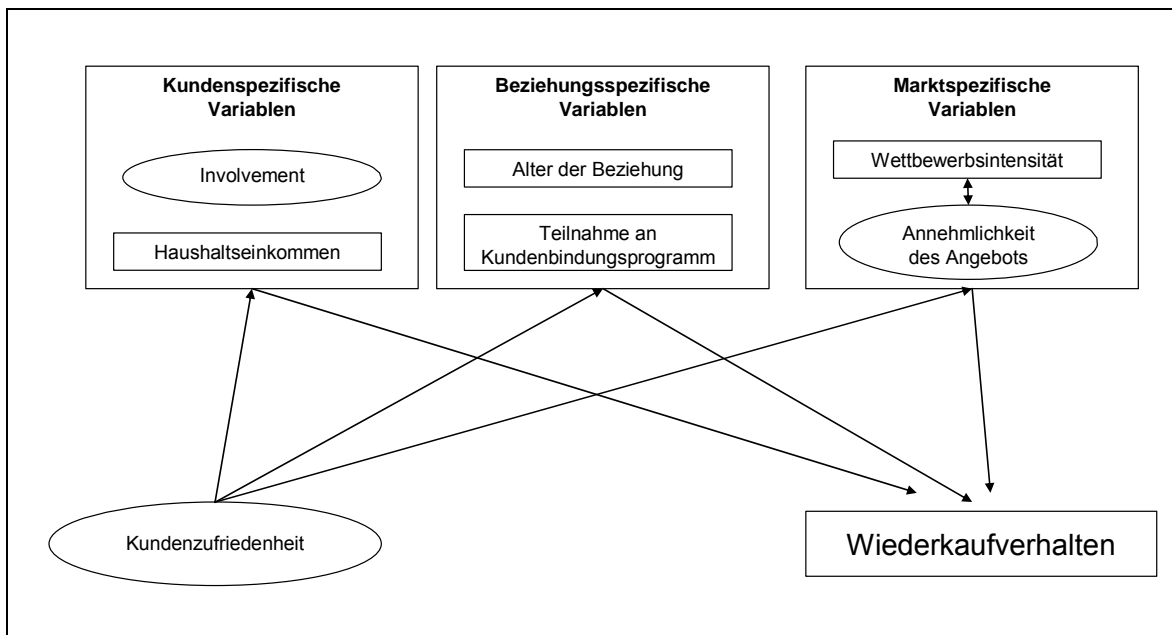 Kundenspezifische
Variablen
Involvement
Haushaltseinkommen
Beziehungsspezifische
Variablen
Alter der Beziehung
Teilnahme an
Kundenbindungsprogramm
Marktspezifische
Variablen
Wettbewerbsintensität
Annehmlichkeit
des Angebots
Kundenzufriedenheit
Wiederkaufverhalten